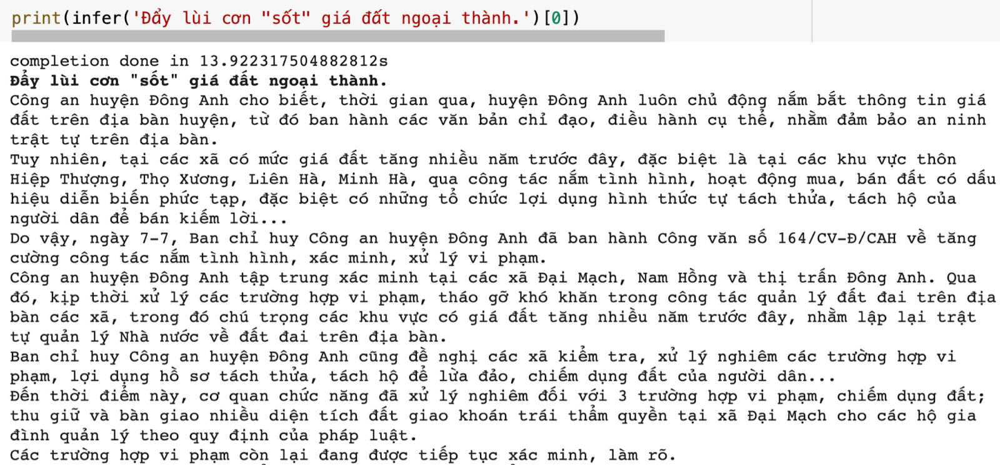 print(infer('Đẩy lùi cơn "sốt" giá đất ngoại thành.')[0])
completion done in 13.922317504882812s
Đẩy lùi cơn "sốt" giá đất ngoại thành.
Công an huyện Đông Anh cho biết, thời gian qua, huyện Đông Anh luôn chủ động nắm bắt thông tin giá
đất trên địa bàn huyện, từ đó ban hành các văn bản chỉ đạo, điều hành cụ thể, nhằm đảm bảo an ninh
trật tự trên địa bàn.
Tuy nhiên, tại các xã có mức giá đất tăng nhiều năm trước đây, đặc biệt là tại các khu vực thôn
Hiệp Thượng, Thọ Xương, Liên Hà, Minh Hà, qua công tác nắm tình hình, hoạt động mua, bán đất có dấu
hiệu diễn biến phức tạp, đặc biệt có những tổ chức lợi dụng hình thức tự tách thửa, tách hộ của
người dân để bán kiếm lời...
Do vậy, ngày 7-7, Ban chỉ huy Công an huyện Đông Anh đã ban hành Công văn số 164/CV-Đ/CAH về tăng
cường công tác nắm tình hình, xác minh, xử lý vi phạm.
Công an huyện Đông Anh tập trung xác minh tại các xã Đại Mạch, Nam Hồng và thị trấn Đông Anh. Qua
đó, kịp thời xử lý các trường hợp vi phạm, tháo gỡ khó khăn trong công tác quản lý đất đai trên địa
bàn các xã, trong đó chú trọng các khu vực có giá đất tăng nhiều năm trước đây, nhằm lập lại trật
tự quản lý Nhà nước về đất đai trên địa bàn.
Ban chỉ huy Công an huyện Đông Anh cũng đề nghị các xã kiểm tra, xử lý nghiêm các trường hợp vi
phạm, lợi dụng hồ sơ tách thửa, tách hộ để lừa đảo, chiếm dụng đất của người dân...
Đến thời điểm này, cơ quan chức năng đã xử lý nghiêm đối với 3 trường hợp vi phạm, chiếm dụng đất;
thu giữ và bàn giao nhiều diện tích đất giao khoán trái thẩm quyền tại xã Đại Mạch cho các hộ gia
đình quản lý theo quy định của pháp luật.
Các trường hợp vi phạm còn lại đang được tiếp tục xác minh, làm rõ.